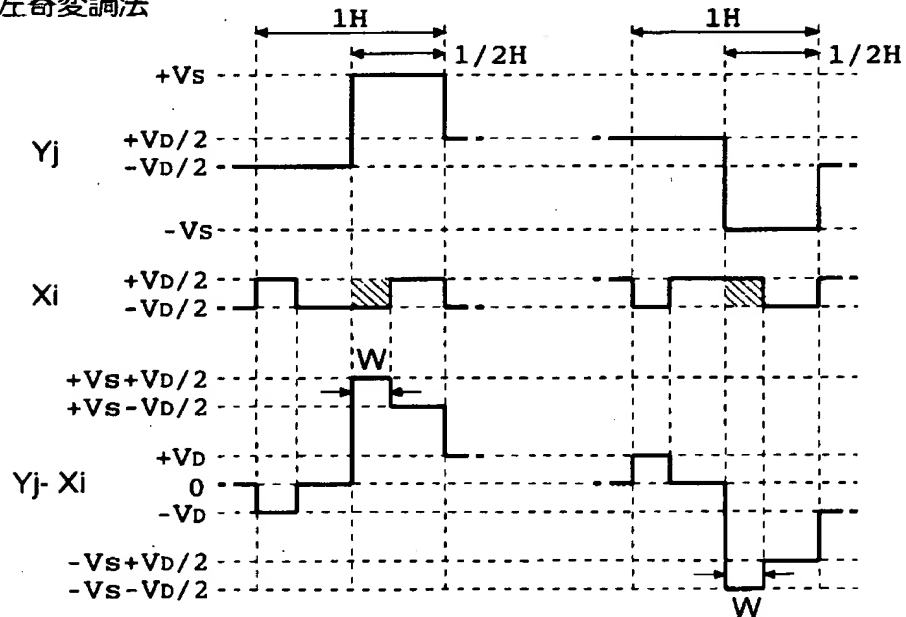 左寄変調法
1H 1H
1/2H 1/2H
+VS
Yj
+VD/2
-VD/2
-VS
Xi
+VD/2
-VD/2
W
+VS+VD/2
+VS-VD/2
+VD
Yj- Xi
0
-VD
-VS+VD/2
-VS-VD/2
W